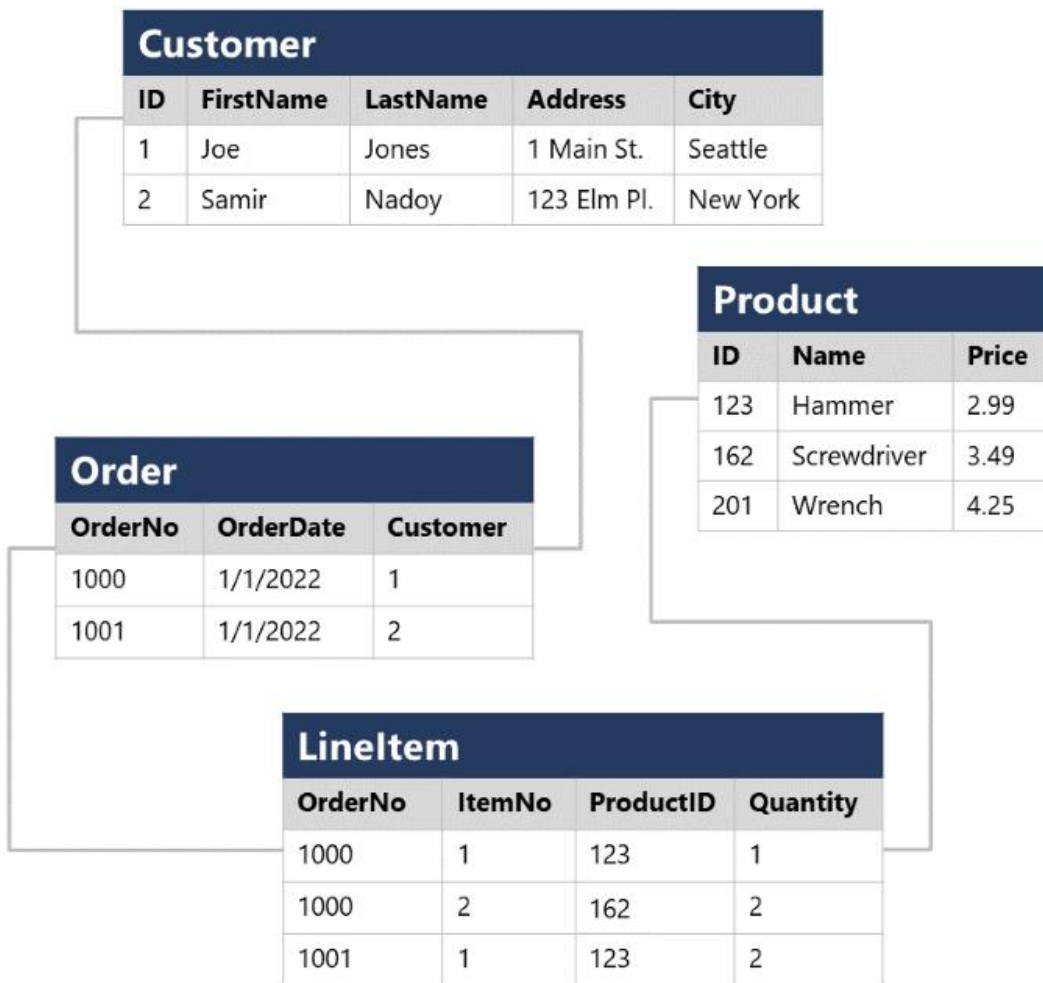 Customer
ID FirstName LastName Address City
1 Joe Jones 1 Main St. Seattle
2 Samir Nadoy 123 Elm Pl. New York
Product
ID Name Price
123 Hammer 2.99
162 Screwdriver 3.49
201 Wrench 4.25
Order
OrderNo OrderDate Customer
1000 1/1/2022 1
1001 1/1/2022 2
LineItem
OrderNo ItemNo ProductID Quantity
1000 1 123 1
1000 2 162 2
1001 1 123 2